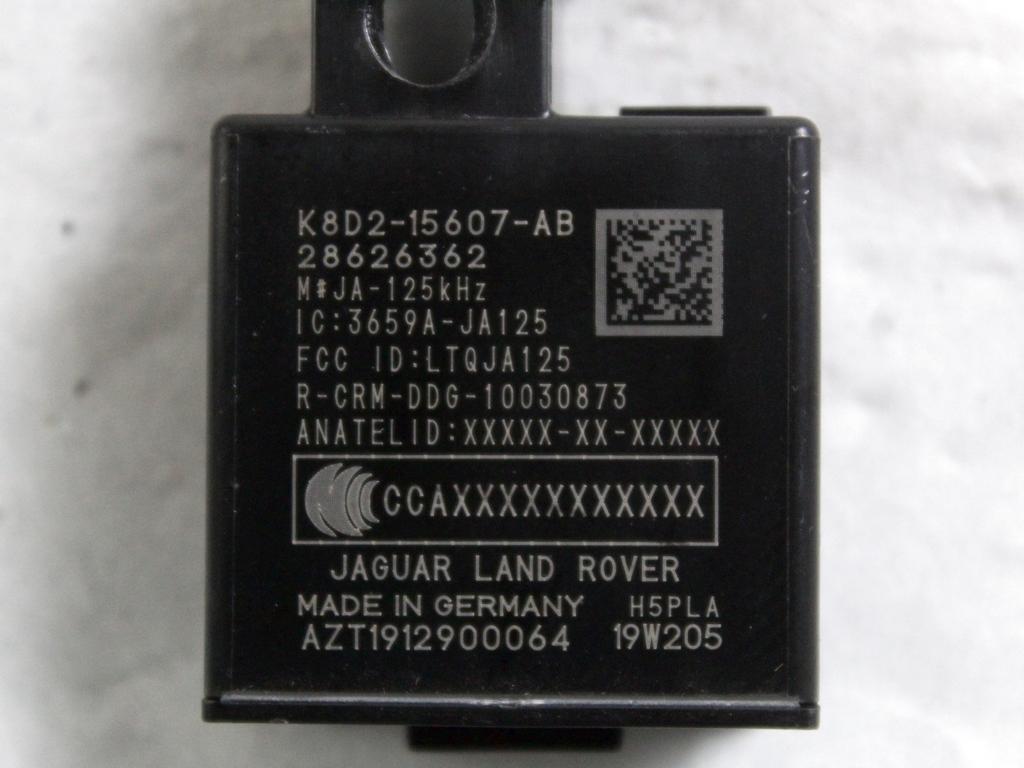 K8D2-15607-AB
28626362
M#JA-125kHz
IC:3659A-JA125
FCC ID:LTQJA125
R-CRM-DDG-10030873
ANATELID:XXXXX-XX-XXXXX
CCAXXXXXXXXXXX
JAGUAR LAND ROVER
MADE IN GERMANY H5PLA
AZT1912900064 19W205